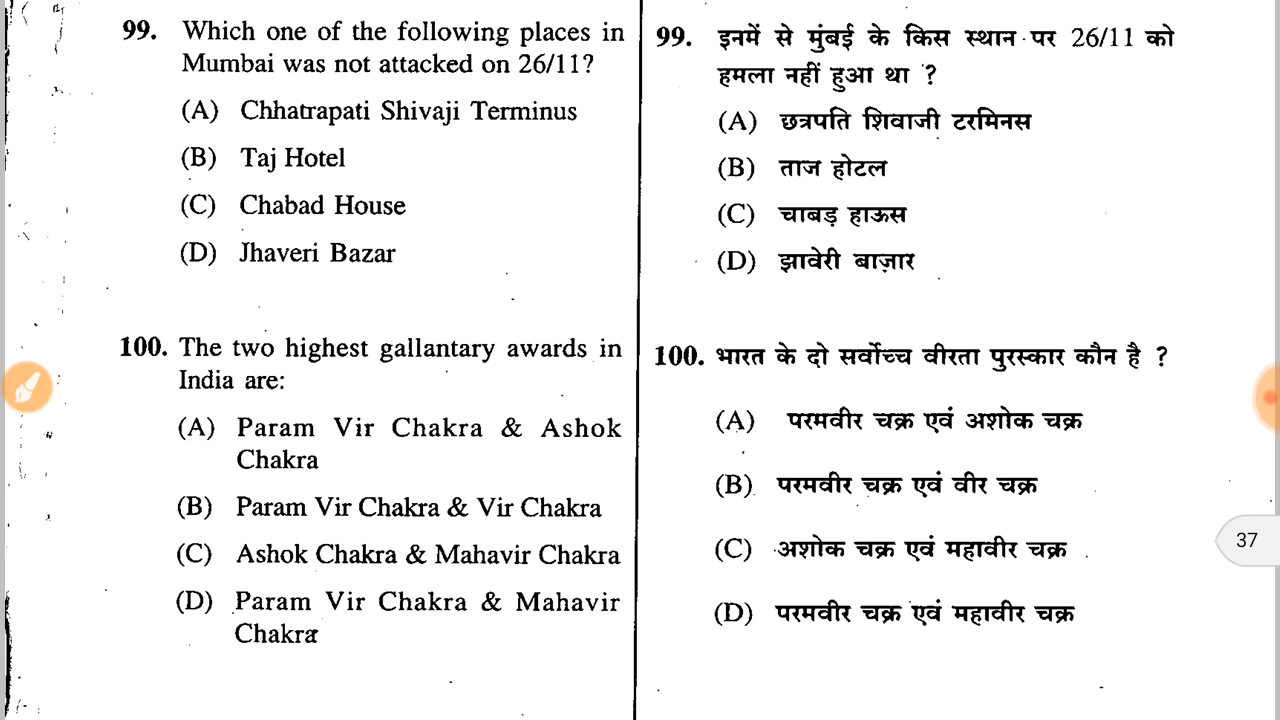 99. Which one of the following places in
Mumbai was not attacked on 26/11?
(A) Chhatrapati Shivaji Terminus
(B) Taj Hotel
(C) Chabad House
(D) Jhaveri Bazar
100. The two highest gallantary awards in
India are:
(A) Param Vir Chakra & Ashok
Chakra
(B) Param Vir Chakra & Vir Chakra
(C) Ashok Chakra & Mahavir Chakra
(D) Param Vir Chakra & Mahavir
Chakra
99. इनमें से मुंबई के किस स्थान पर 26/11 को
हमला नहीं हुआ था ?
(A) छत्रपति शिवाजी टरमिनस
(B) ताज होटल
(C) चाबड़ हाऊस
(D) झावेरी बाज़ार
100. भारत के दो सर्वोच्च वीरता पुरस्कार कौन है ?
(A) परमवीर चक्र एवं अशोक चक्र
(B) परमवीर चक्र एवं वीर चक्र
(C) अशोक चक्र एवं महावीर चक्र
(D) परमवीर चक्र एवं महावीर चक्र
37